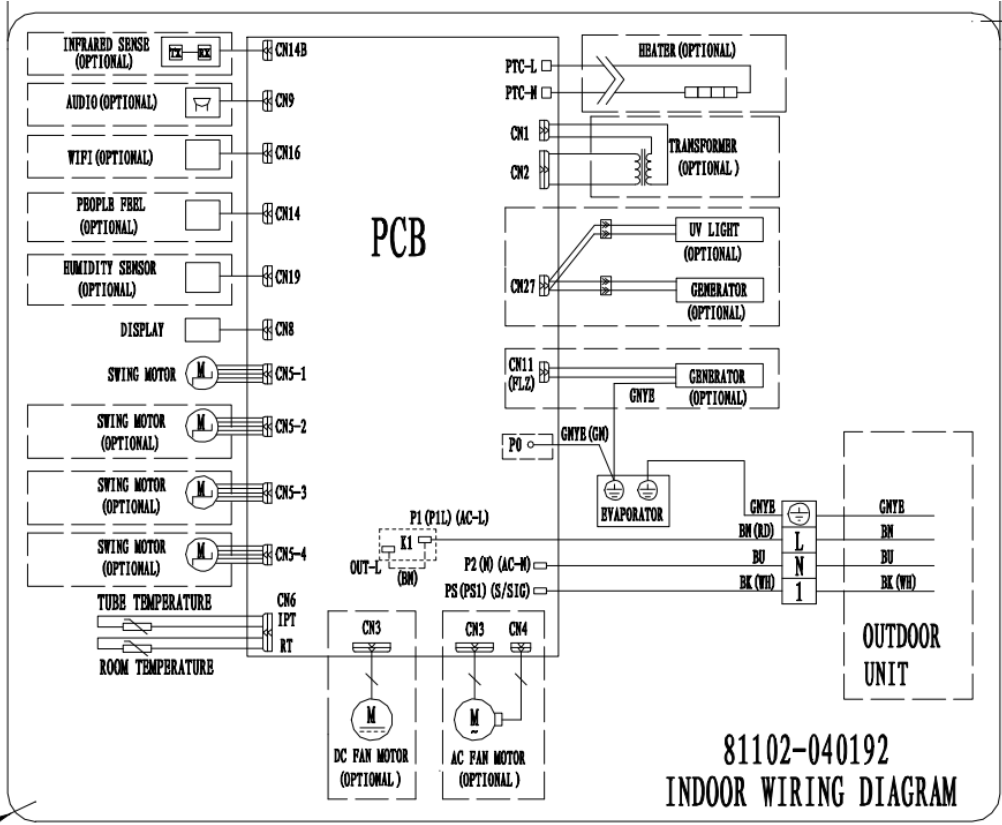 INFRARED SENSE
(OPTIONAL)
TX
RX
CN14B
AUDIO(OPTIONAL)
CN9
WIFI(OPTIONAL)
CN16
PEOPLE FEEL
(OPTIONAL)
CN14
HUMIDITY SENSOR
(OPTIONAL)
CN19
DISPLAY
CN8
SWING MOTOR
M
CN5-1
SWING MOTOR
(OPTIONAL)
M
CN5-2
SWING MOTOR
(OPTIONAL)
M
CN5-3
SWING MOTOR
(OPTIONAL)
M
CN5-4
TUBE TEMPERATURE
CN6
IPT
RT
ROOM TEMPERATURE
PCB
PTC-L
PTC-N
HEATER(OPTIONAL)
CN1
CN2
TRANSFORMER
(OPTIONAL)
CN27
UV LIGHT
(OPTIONAL)
GENERATOR
(OPTIONAL)
CN11
(FLZ)
GENERATOR
(OPTIONAL)
GNYE
P0
GNYE(GN)
EVAPORATOR
P1(P1L)(AC-L)
K1
OUT-L
(BN)
P2(N)(AC-N)
PS(PS1)(S/SIG)
GNYE
BN(RD)
BU
BK(WH)
L
N
1
GNYE
BN
BU
BK(WH)
OUTDOOR
UNIT
CN3
M
DC FAN MOTOR
(OPTIONAL)
CN3
CN4
M
~
AC FAN MOTOR
(OPTIONAL)
81102-040192
INDOOR WIRING DIAGRAM